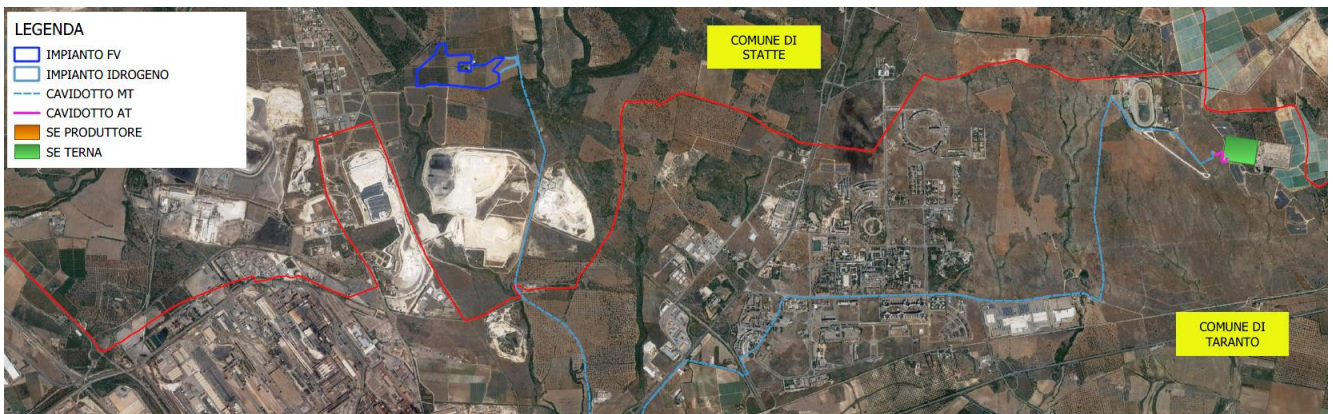 LEGENDA
IMPIANTO FV
IMPIANTO IDROGENO
CAVIDOTTO MT
CAVIDOTTO AT
SE PRODUTTORE
SE TERNA
COMUNE DI
STATTE
COMUNE DI
TARANTO